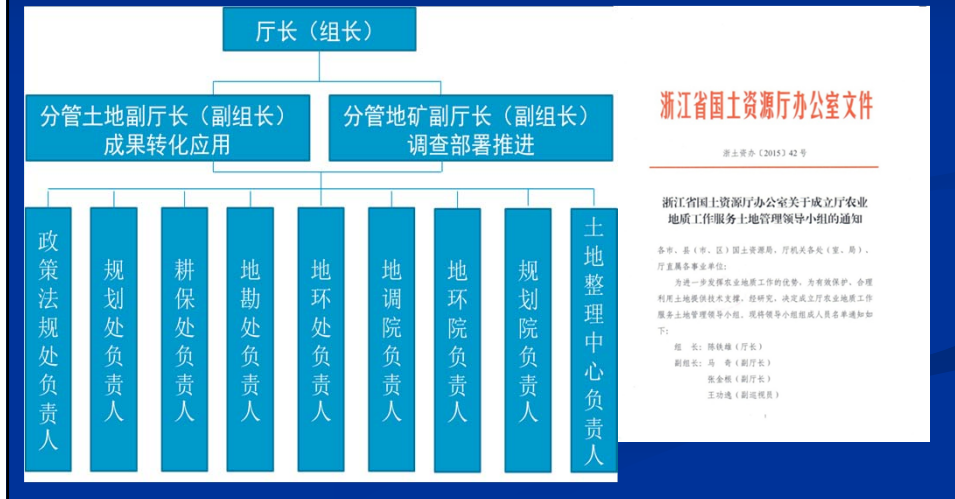 厅长（组长）
分管土地副厅长（副组长）
成果转化应用
分管地矿副厅长（副组长）
调查部署推进
政策法规处负责人
规划处负责人
耕保处负责人
地勘处负责人
地环处负责人
地调院负责人
地环院负责人
规划院负责人
土地整理中心负责人
浙江省国土资源厅办公室文件
浙土资办〔2015〕42 号
浙江省国土资源厅办公室关于成立厅农业
地质工作服务土地管理领导小组的通知
各市、县（市、区）国土资源局，厅机关各处（室、局），
厅直属各事业单位：
为进一步发挥农业地质工作的优势，为有效保护、合理
利用土地提供技术支撑，经研究，决定成立厅农业地质工作
服务土地管理领导小组。现将领导小组组成人员名单通知如
下：
组 长：陈铁雄（厅长）
副组长：马 奇（副厅长）
张金根（副厅长）
王功逸（副巡视员）